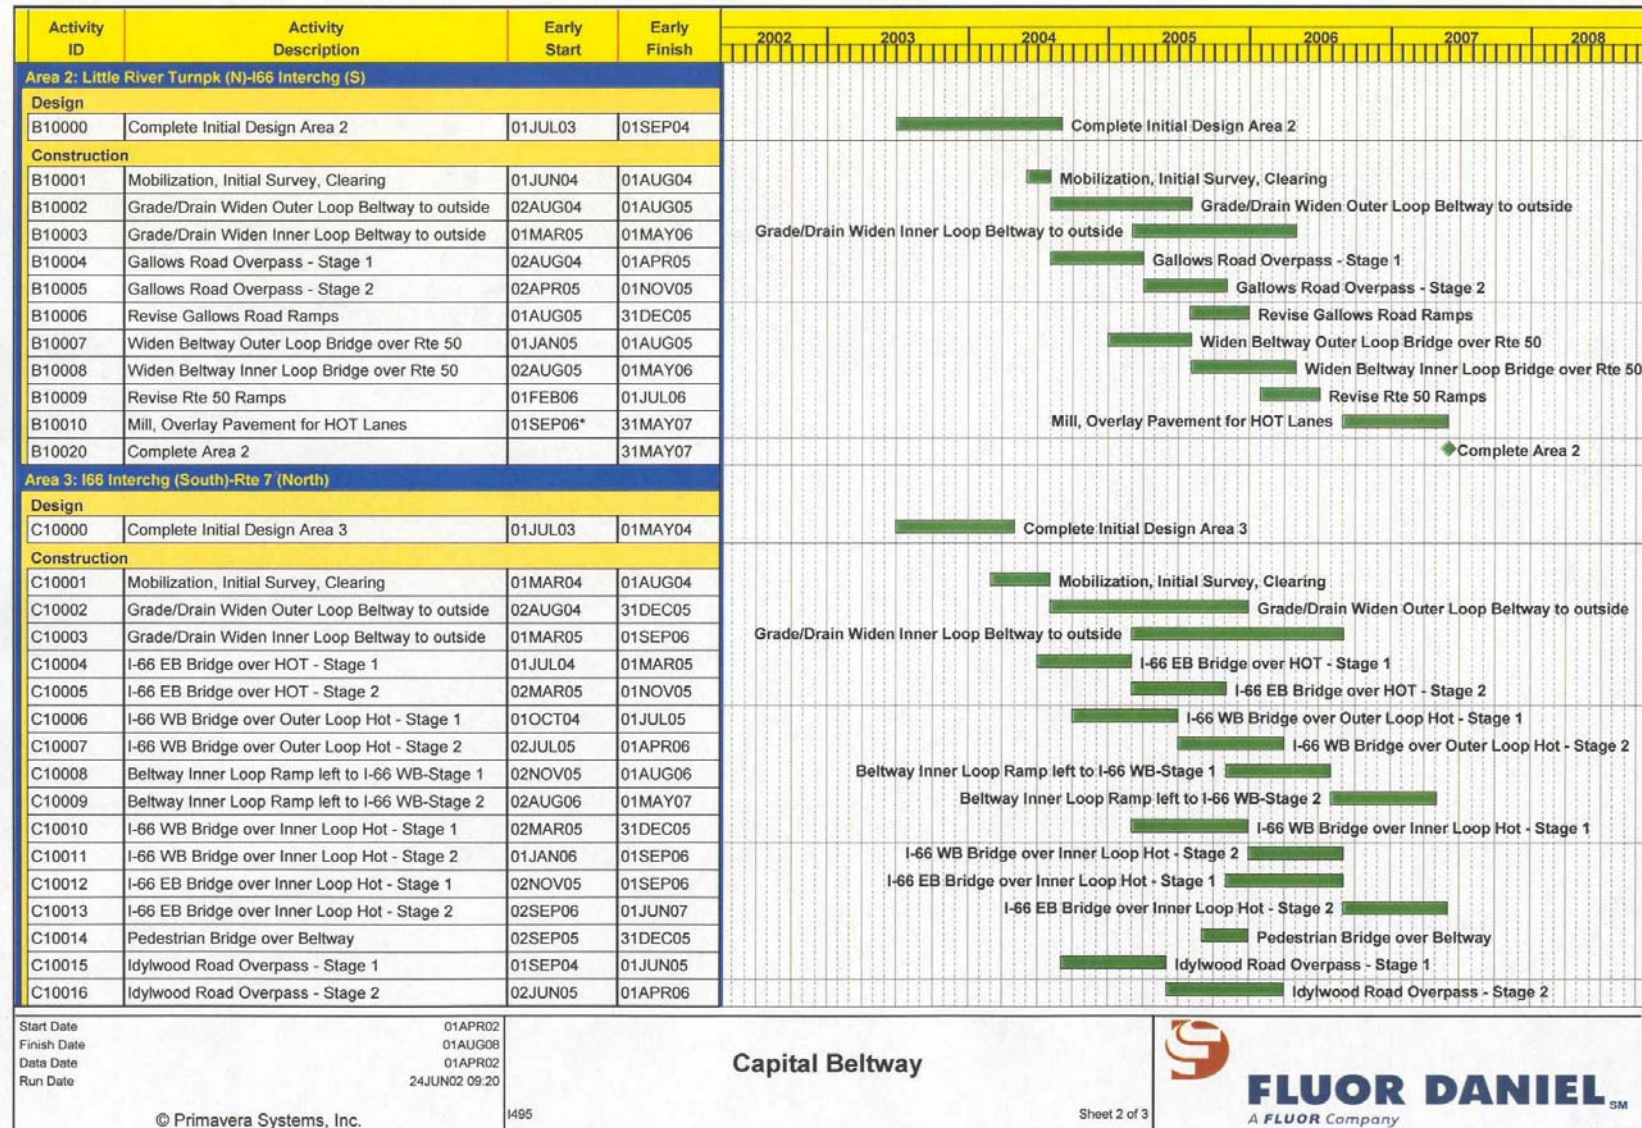 Activity ID Activity Description Early Start Early Finish 2002 2003 2004 2005 2006 2007 2008
Area 2: Little River Turnpk (N)-I66 Interchg (S)
Design
B10000 Complete Initial Design Area 2 01JUL03 01SEP04 Complete Initial Design Area 2
Construction
B10001 Mobilization, Initial Survey, Clearing 01JUN04 01AUG04 Mobilization, Initial Survey, Clearing
B10002 Grade/Drain Widen Outer Loop Beltway to outside 02AUG04 01AUG05 Grade/Drain Widen Outer Loop Beltway to outside
B10003 Grade/Drain Widen Inner Loop Beltway to outside 01MAR05 01MAY06 Grade/Drain Widen Inner Loop Beltway to outside
B10004 Gallows Road Overpass - Stage 1 02AUG04 01APR05 Gallows Road Overpass - Stage 1
B10005 Gallows Road Overpass - Stage 2 02APR05 01NOV05 Gallows Road Overpass - Stage 2
B10006 Revise Gallows Road Ramps 01AUG05 31DEC05 Revise Gallows Road Ramps
B10007 Widen Beltway Outer Loop Bridge over Rte 50 01JAN05 01AUG05 Widen Beltway Outer Loop Bridge over Rte 50
B10008 Widen Beltway Inner Loop Bridge over Rte 50 02AUG05 01MAY06 Widen Beltway Inner Loop Bridge over Rte 50
B10009 Revise Rte 50 Ramps 01FEB06 01JUL06 Revise Rte 50 Ramps
B10010 Mill, Overlay Pavement for HOT Lanes 01SEP06* 31MAY07 Mill, Overlay Pavement for HOT Lanes
B10020 Complete Area 2 31MAY07 Complete Area 2
Area 3: I66 Interchg (South)-Rte 7 (North)
Design
C10000 Complete Initial Design Area 3 01JUL03 01MAY04 Complete Initial Design Area 3
Construction
C10001 Mobilization, Initial Survey, Clearing 01MAR04 01AUG04 Mobilization, Initial Survey, Clearing
C10002 Grade/Drain Widen Outer Loop Beltway to outside 02AUG04 31DEC05 Grade/Drain Widen Outer Loop Beltway to outside
C10003 Grade/Drain Widen Inner Loop Beltway to outside 01MAR05 01SEP06 Grade/Drain Widen Inner Loop Beltway to outside
C10004 I-66 EB Bridge over HOT - Stage 1 01JUL04 01MAR05 I-66 EB Bridge over HOT - Stage 1
C10005 I-66 EB Bridge over HOT - Stage 2 02MAR05 01NOV05 I-66 EB Bridge over HOT - Stage 2
C10006 I-66 WB Bridge over Outer Loop Hot - Stage 1 01OCT04 01JUL05 I-66 WB Bridge over Outer Loop Hot - Stage 1
C10007 I-66 WB Bridge over Outer Loop Hot - Stage 2 02JUL05 01APR06 I-66 WB Bridge over Outer Loop Hot - Stage 2
C10008 Beltway Inner Loop Ramp left to I-66 WB-Stage 1 02NOV05 01AUG06 Beltway Inner Loop Ramp left to I-66 WB-Stage 1
C10009 Beltway Inner Loop Ramp left to I-66 WB-Stage 2 02AUG06 01MAY07 Beltway Inner Loop Ramp left to I-66 WB-Stage 2
C10010 I-66 WB Bridge over Inner Loop Hot - Stage 1 02MAR05 31DEC05 I-66 WB Bridge over Inner Loop Hot - Stage 1
C10011 I-66 WB Bridge over Inner Loop Hot - Stage 2 01JAN06 01SEP06 I-66 WB Bridge over Inner Loop Hot - Stage 2
C10012 I-66 EB Bridge over Inner Loop Hot - Stage 1 02NOV05 01SEP06 I-66 EB Bridge over Inner Loop Hot - Stage 1
C10013 I-66 EB Bridge over Inner Loop Hot - Stage 2 02SEP06 01JUN07 I-66 EB Bridge over Inner Loop Hot - Stage 2
C10014 Pedestrian Bridge over Beltway 02SEP05 31DEC05 Pedestrian Bridge over Beltway
C10015 Idylwood Road Overpass - Stage 1 01SEP04 01JUN05 Idylwood Road Overpass - Stage 1
C10016 Idylwood Road Overpass - Stage 2 02JUN05 01APR06 Idylwood Road Overpass - Stage 2
Start Date 01APR02
Finish Date 01AUG08
Data Date 01APR02
Run Date 24JUN02 09:20
© Primavera Systems, Inc.
I495
Capital Beltway
Sheet 2 of 3
FLUOR DANIEL SM
A FLUOR Company